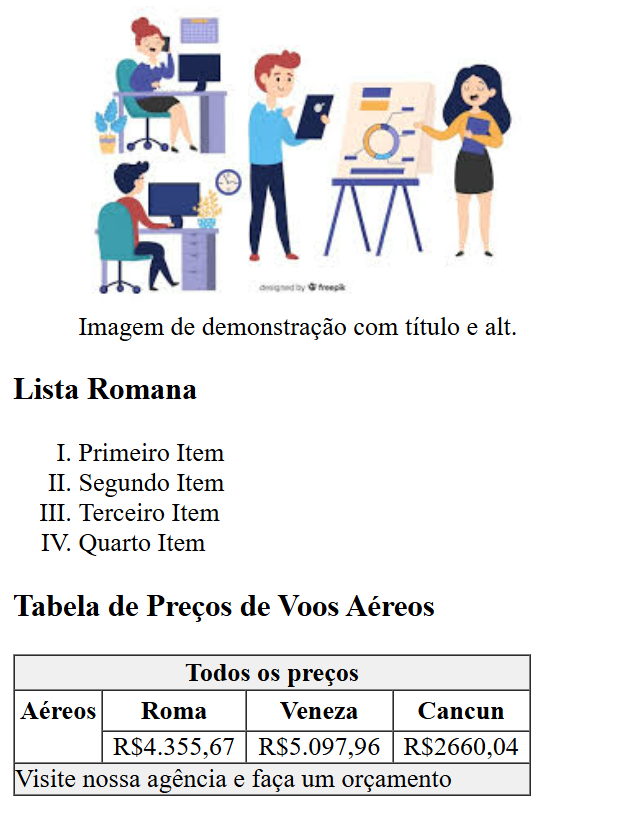 designed by freepik
Imagem de demonstração com título e alt.
Lista Romana
I. Primeiro Item
II. Segundo Item
III. Terceiro Item
IV. Quarto Item
Tabela de Preços de Voos Aéreos
Todos os preços
Aéreos Roma Veneza Cancun
R$4.355,67 R$5.097,96 R$2660,04
Visite nossa agência e faça um orçamento